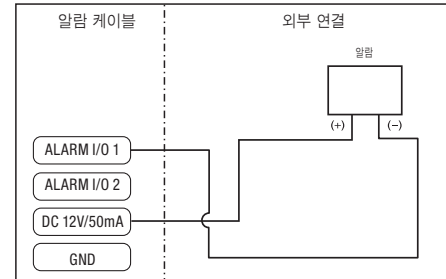 알람 케이블
외부 연결
알람
(+) (–)
ALARM I/O 1
ALARM I/O 2
DC 12V/50mA
GND